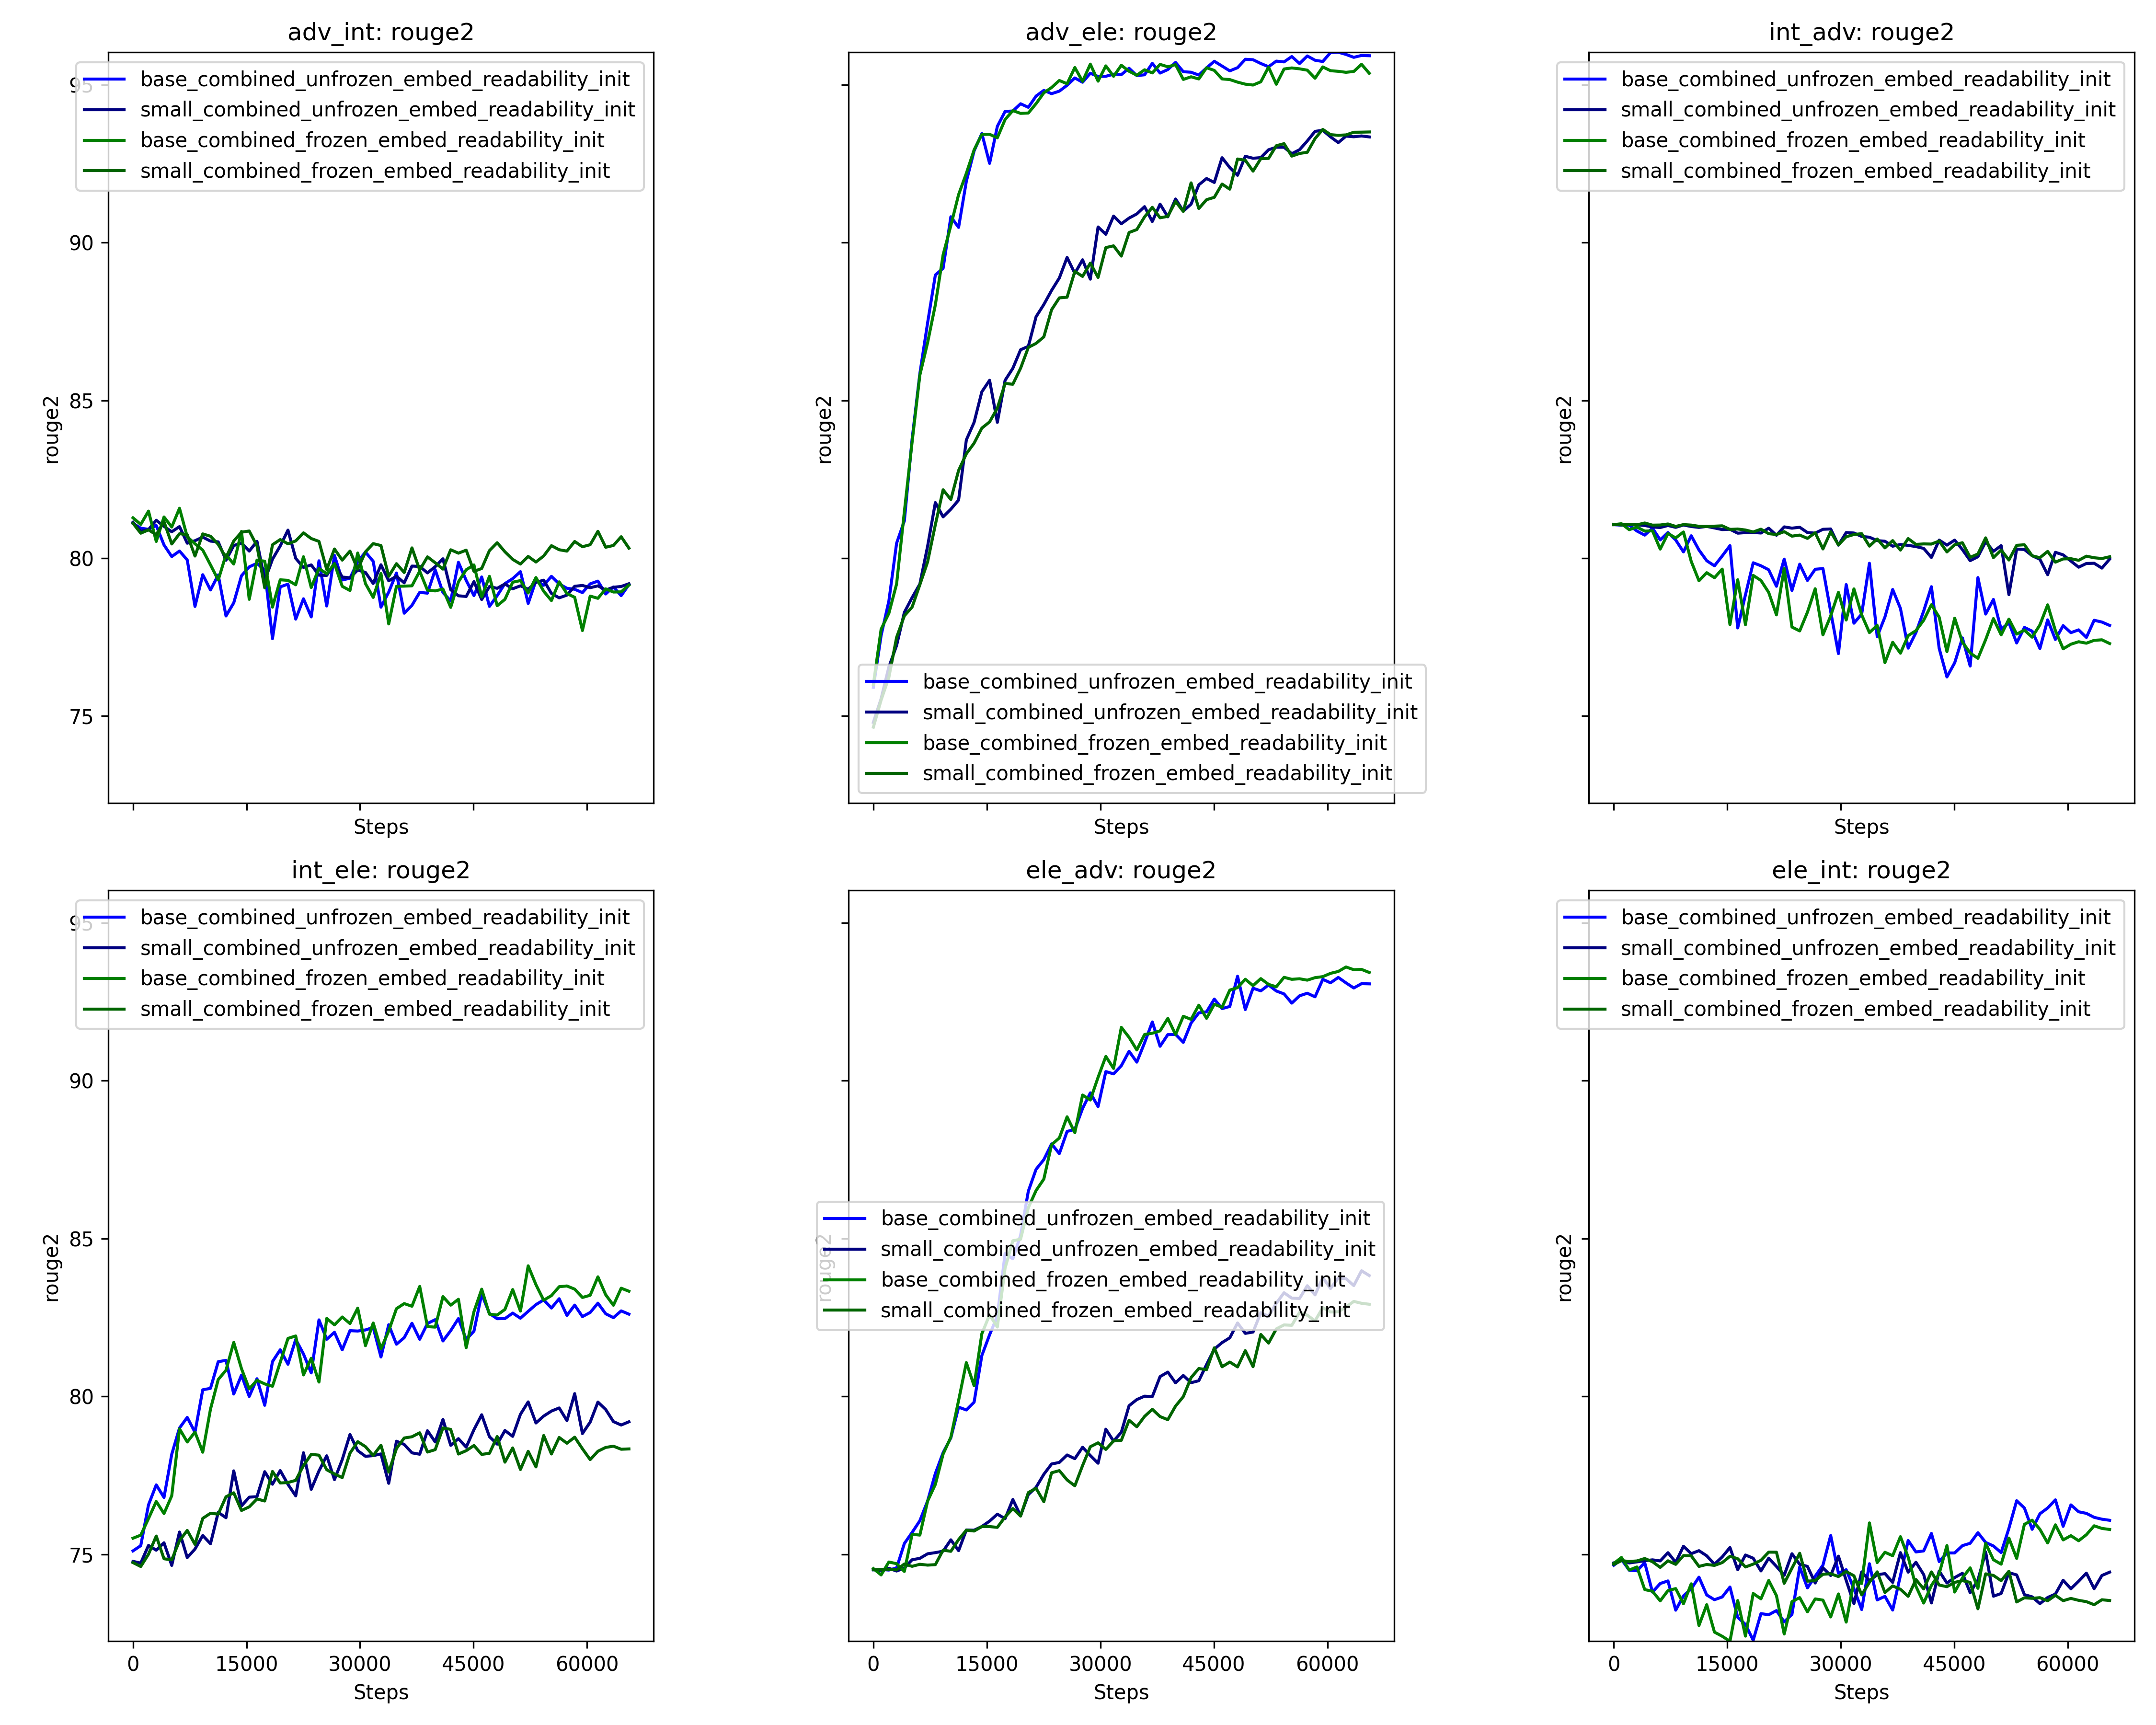 adv_int: rouge2
adv_ele: rouge2
int_adv: rouge2
base_combined_unfrozen_embed_readability_init
small_combined_unfrozen_embed_readability_init
base_combined_frozen_embed_readability_init
small_combined_frozen_embed_readability_init
base_combined_unfrozen_embed_readability_init
small_combined_unfrozen_embed_readability_init
base_combined_frozen_embed_readability_init
small_combined_frozen_embed_readability_init
95
90
85
80
75
rouge2
rouge2
rouge2
base_combined_unfrozen_embed_readability_init
small_combined_unfrozen_embed_readability_init
base_combined_frozen_embed_readability_init
small_combined_frozen_embed_readability_init
Steps
Steps
Steps
int_ele: rouge2
ele_adv: rouge2
ele_int: rouge2
base_combined_unfrozen_embed_readability_init
small_combined_unfrozen_embed_readability_init
base_combined_frozen_embed_readability_init
small_combined_frozen_embed_readability_init
base_combined_unfrozen_embed_readability_init
small_combined_unfrozen_embed_readability_init
base_combined_frozen_embed_readability_init
small_combined_frozen_embed_readability_init
95
90
85
80
75
rouge2
rouge2
rouge2
base_combined_unfrozen_embed_readability_init
small_combined_unfrozen_embed_readability_init
base_combined_frozen_embed_readability_init
small_combined_frozen_embed_readability_init
0 15000 30000 45000 60000
0 15000 30000 45000 60000
0 15000 30000 45000 60000
Steps
Steps
Steps